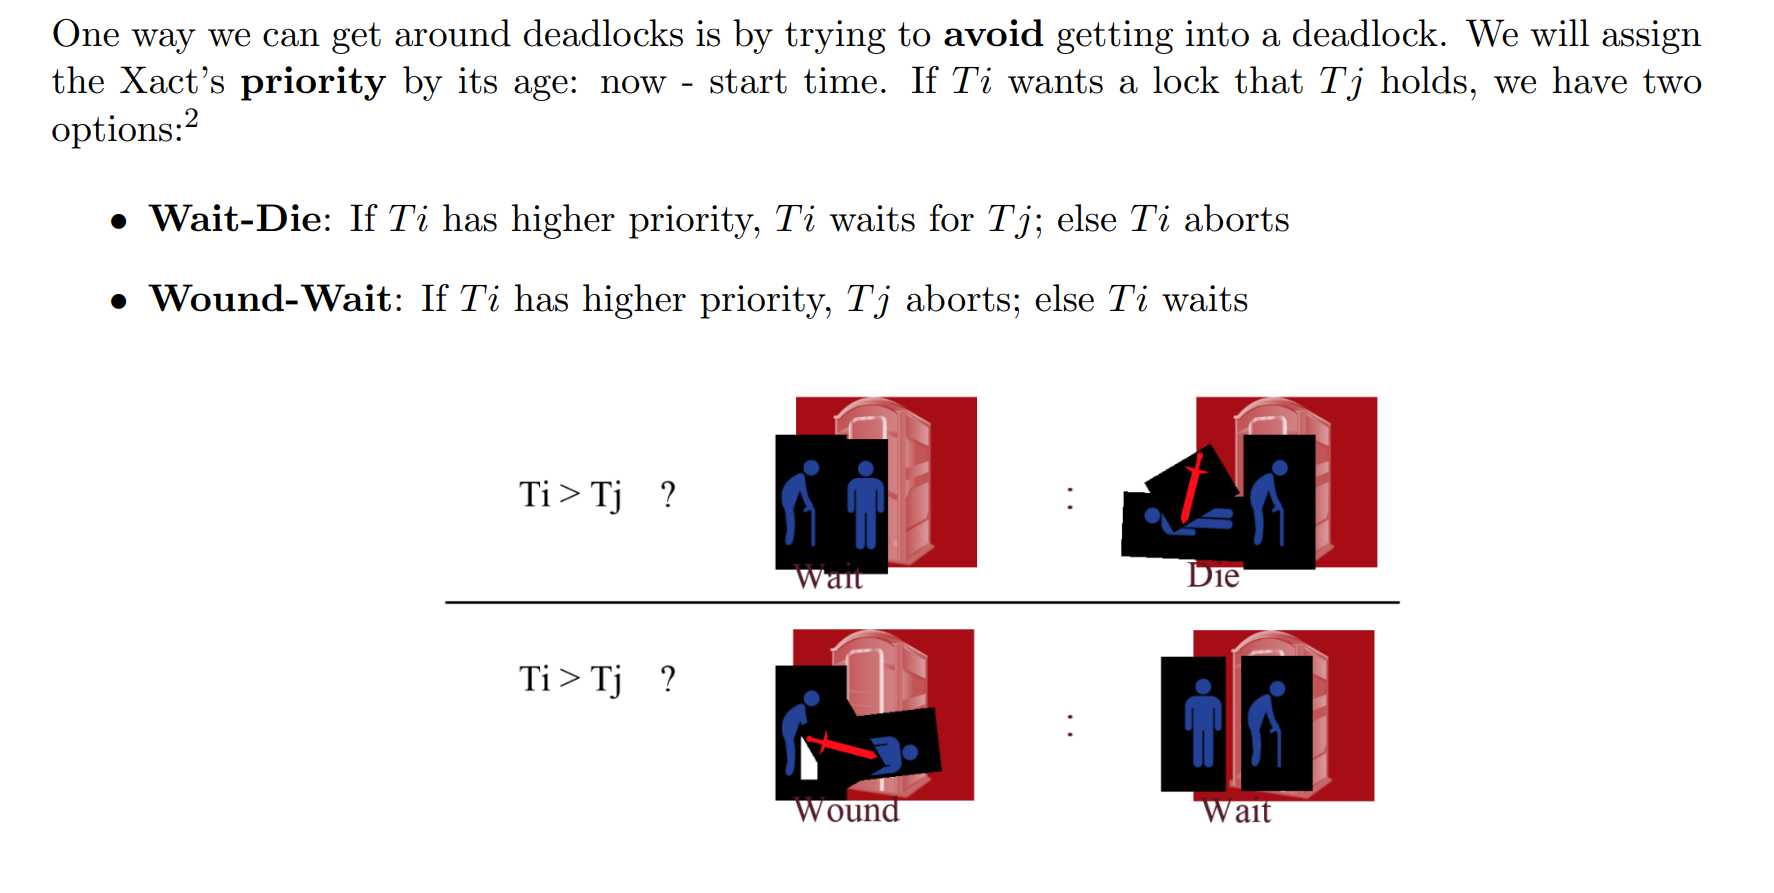 One way we can get around deadlocks is by trying to avoid getting into a deadlock. We will assign
the Xact's priority by its age: now - start time. If Ti wants a lock that Tj holds, we have two
options:2
• Wait-Die: If Ti has higher priority, Ti waits for Tj; else Ti aborts
• Wound-Wait: If Ti has higher priority, Tj aborts; else Ti waits
Ti > Tj ? :
Wait Die
Ti > Tj ? :
Wound Wait